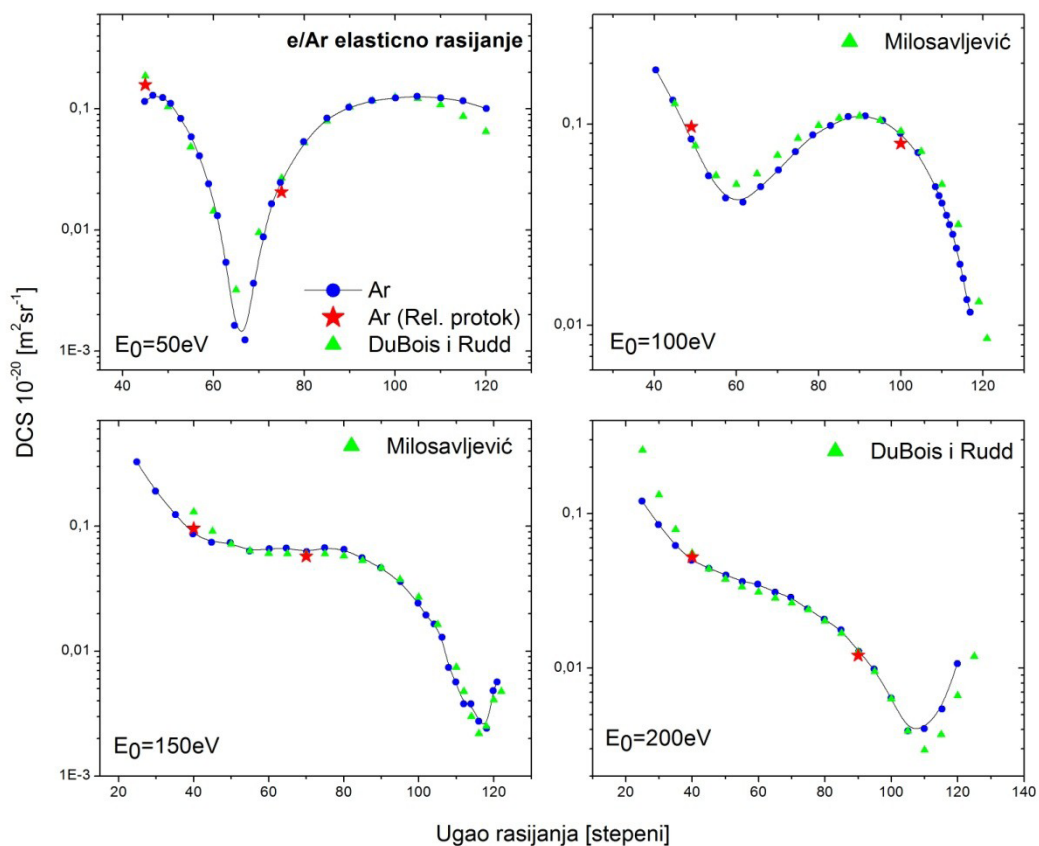 e/Ar elasticno rasijanje
0,1
0,01
1E-3
Ar
Ar (Rel. protok)
DuBois i Rudd
E0=50eV
40 60 80 100 120
Milosavljević
0,1
0,01
E0=100eV
40 60 80 100 120
DCS 10-20 [m2sr-1]
Milosavljević
0,1
0,01
1E-3
E0=150eV
20 40 60 80 100 120
DuBois i Rudd
0,1
0,01
E0=200eV
20 40 60 80 100 120 140
Ugao rasijanja [stepeni]